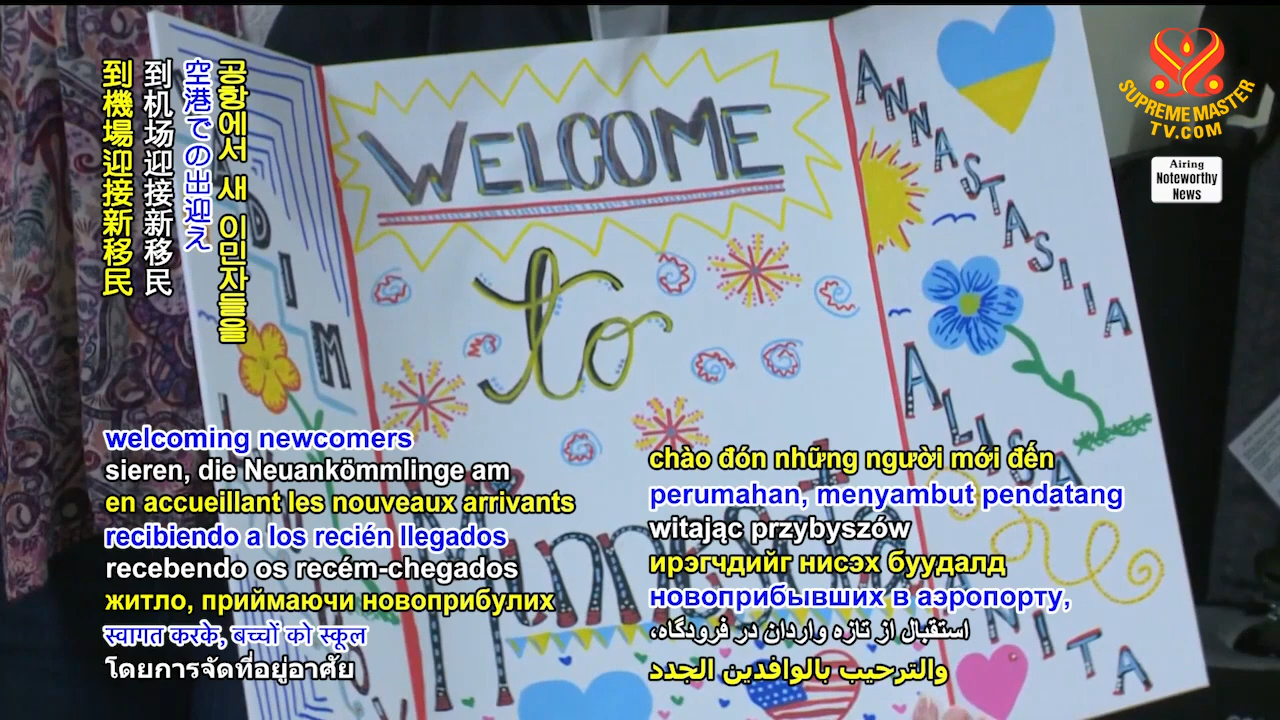 到機場迎接新移民
到机场迎接新移民
空港での出迎え
공항에서 새 이민자들을
WELCOME
to
Minnesota
DIM
ANNASTASIA
ALISA
ANITA
SUPREME MASTER
TV.COM
Airing
Noteworthy
News
welcoming newcomers
sieren, die Neuankömmlinge am
en accueillant les nouveaux arrivants
recibiendo a los recién llegados
recebendo os recém-chegados
житло, приймаючи новоприбулих
स्वागत करके, बच्चों को स्कूल
โดยการจัดที่อยู่อาศัย
chào đón những người mới đến
perumahan, menyambut pendatang
witając przybyszów
ирэгчдийг нисэх буудалд
новоприбывших в аэропорту,
استقبال از تازه واردان در فرودگاه،
والترحيب بالوافدين الجدد